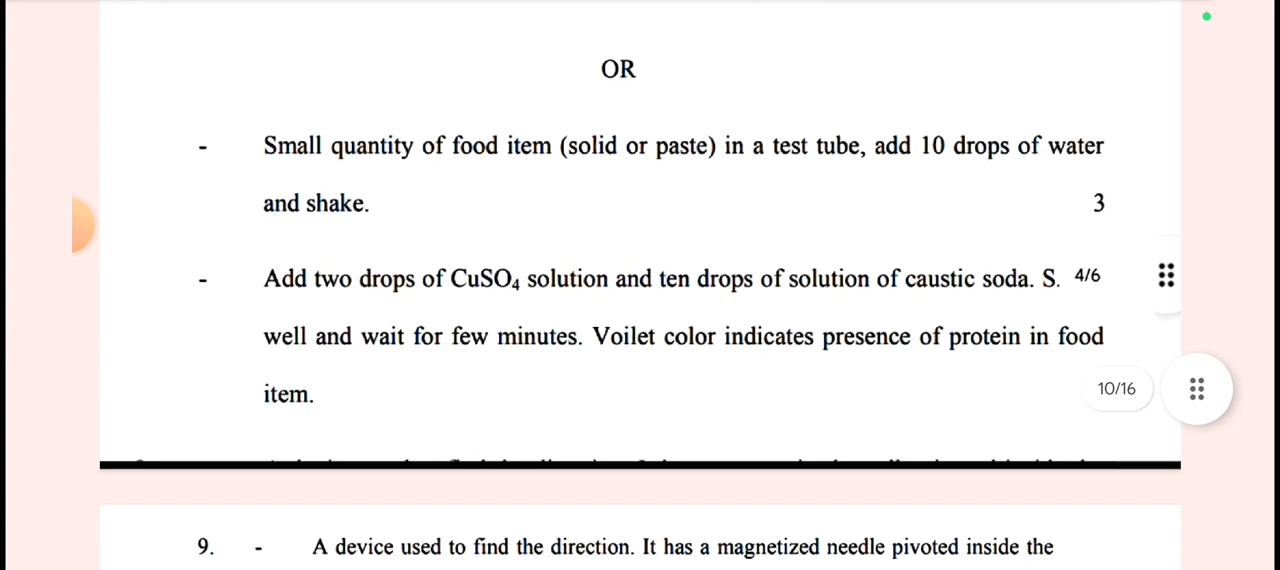 OR
- Small quantity of food item (solid or paste) in a test tube, add 10 drops of water
and shake. 3
- Add two drops of CuSO₄ solution and ten drops of solution of caustic soda. S. 4/6
well and wait for few minutes. Voilet color indicates presence of protein in food
10/16
item.
9. - A device used to find the direction. It has a magnetized needle pivoted inside the